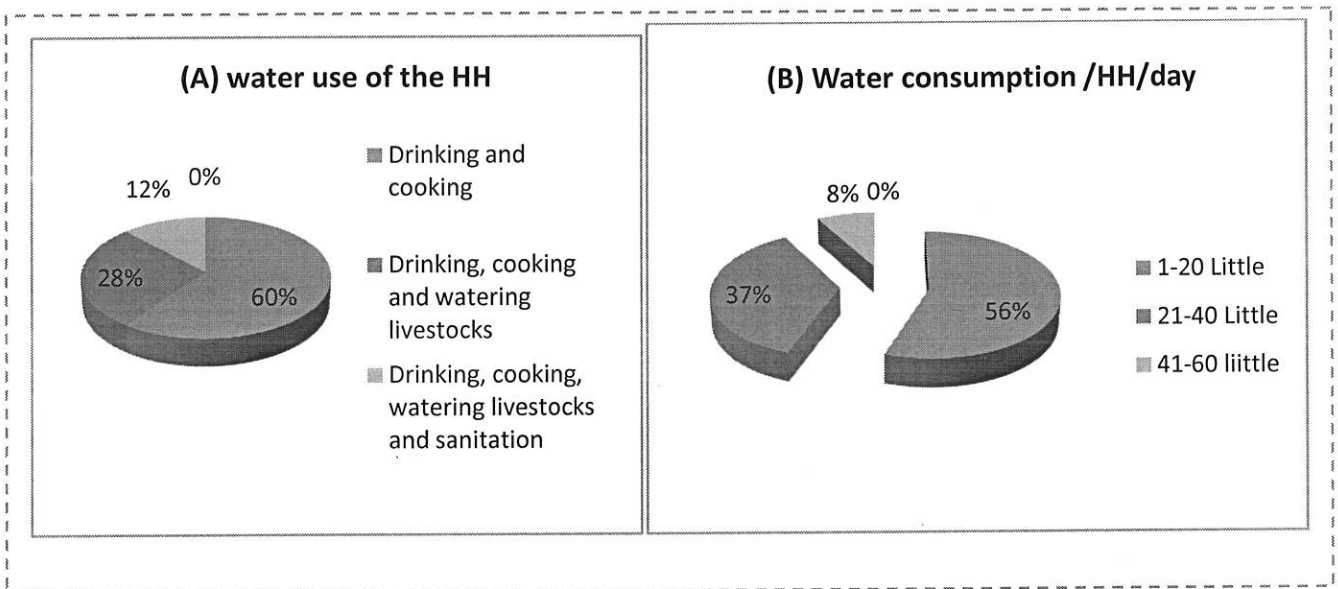 (A) water use of the HH
12%
0%
28%
60%
Drinking and
cooking
Drinking, cooking
and watering
livestocks
Drinking, cooking,
watering livestocks
and sanitation
(B) Water consumption /HH/day
8%
0%
37%
56%
1-20 Little
21-40 Little
41-60 liittle